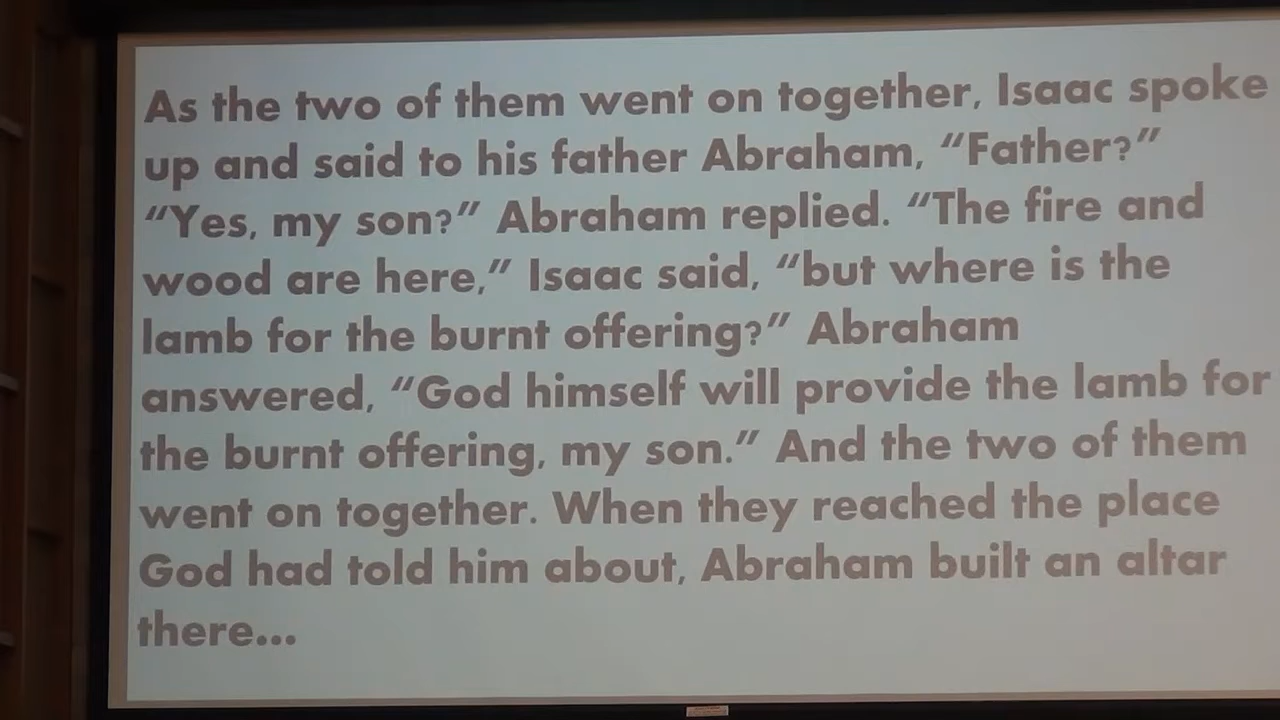 As the two of them went on together, Isaac spoke
up and said to his father Abraham, “Father?”
“Yes, my son?” Abraham replied. “The fire and
wood are here,” Isaac said, “but where is the
lamb for the burnt offering?” Abraham
answered, “God himself will provide the lamb for
the burnt offering, my son.” And the two of them
went on together. When they reached the place
God had told him about, Abraham built an altar
there...